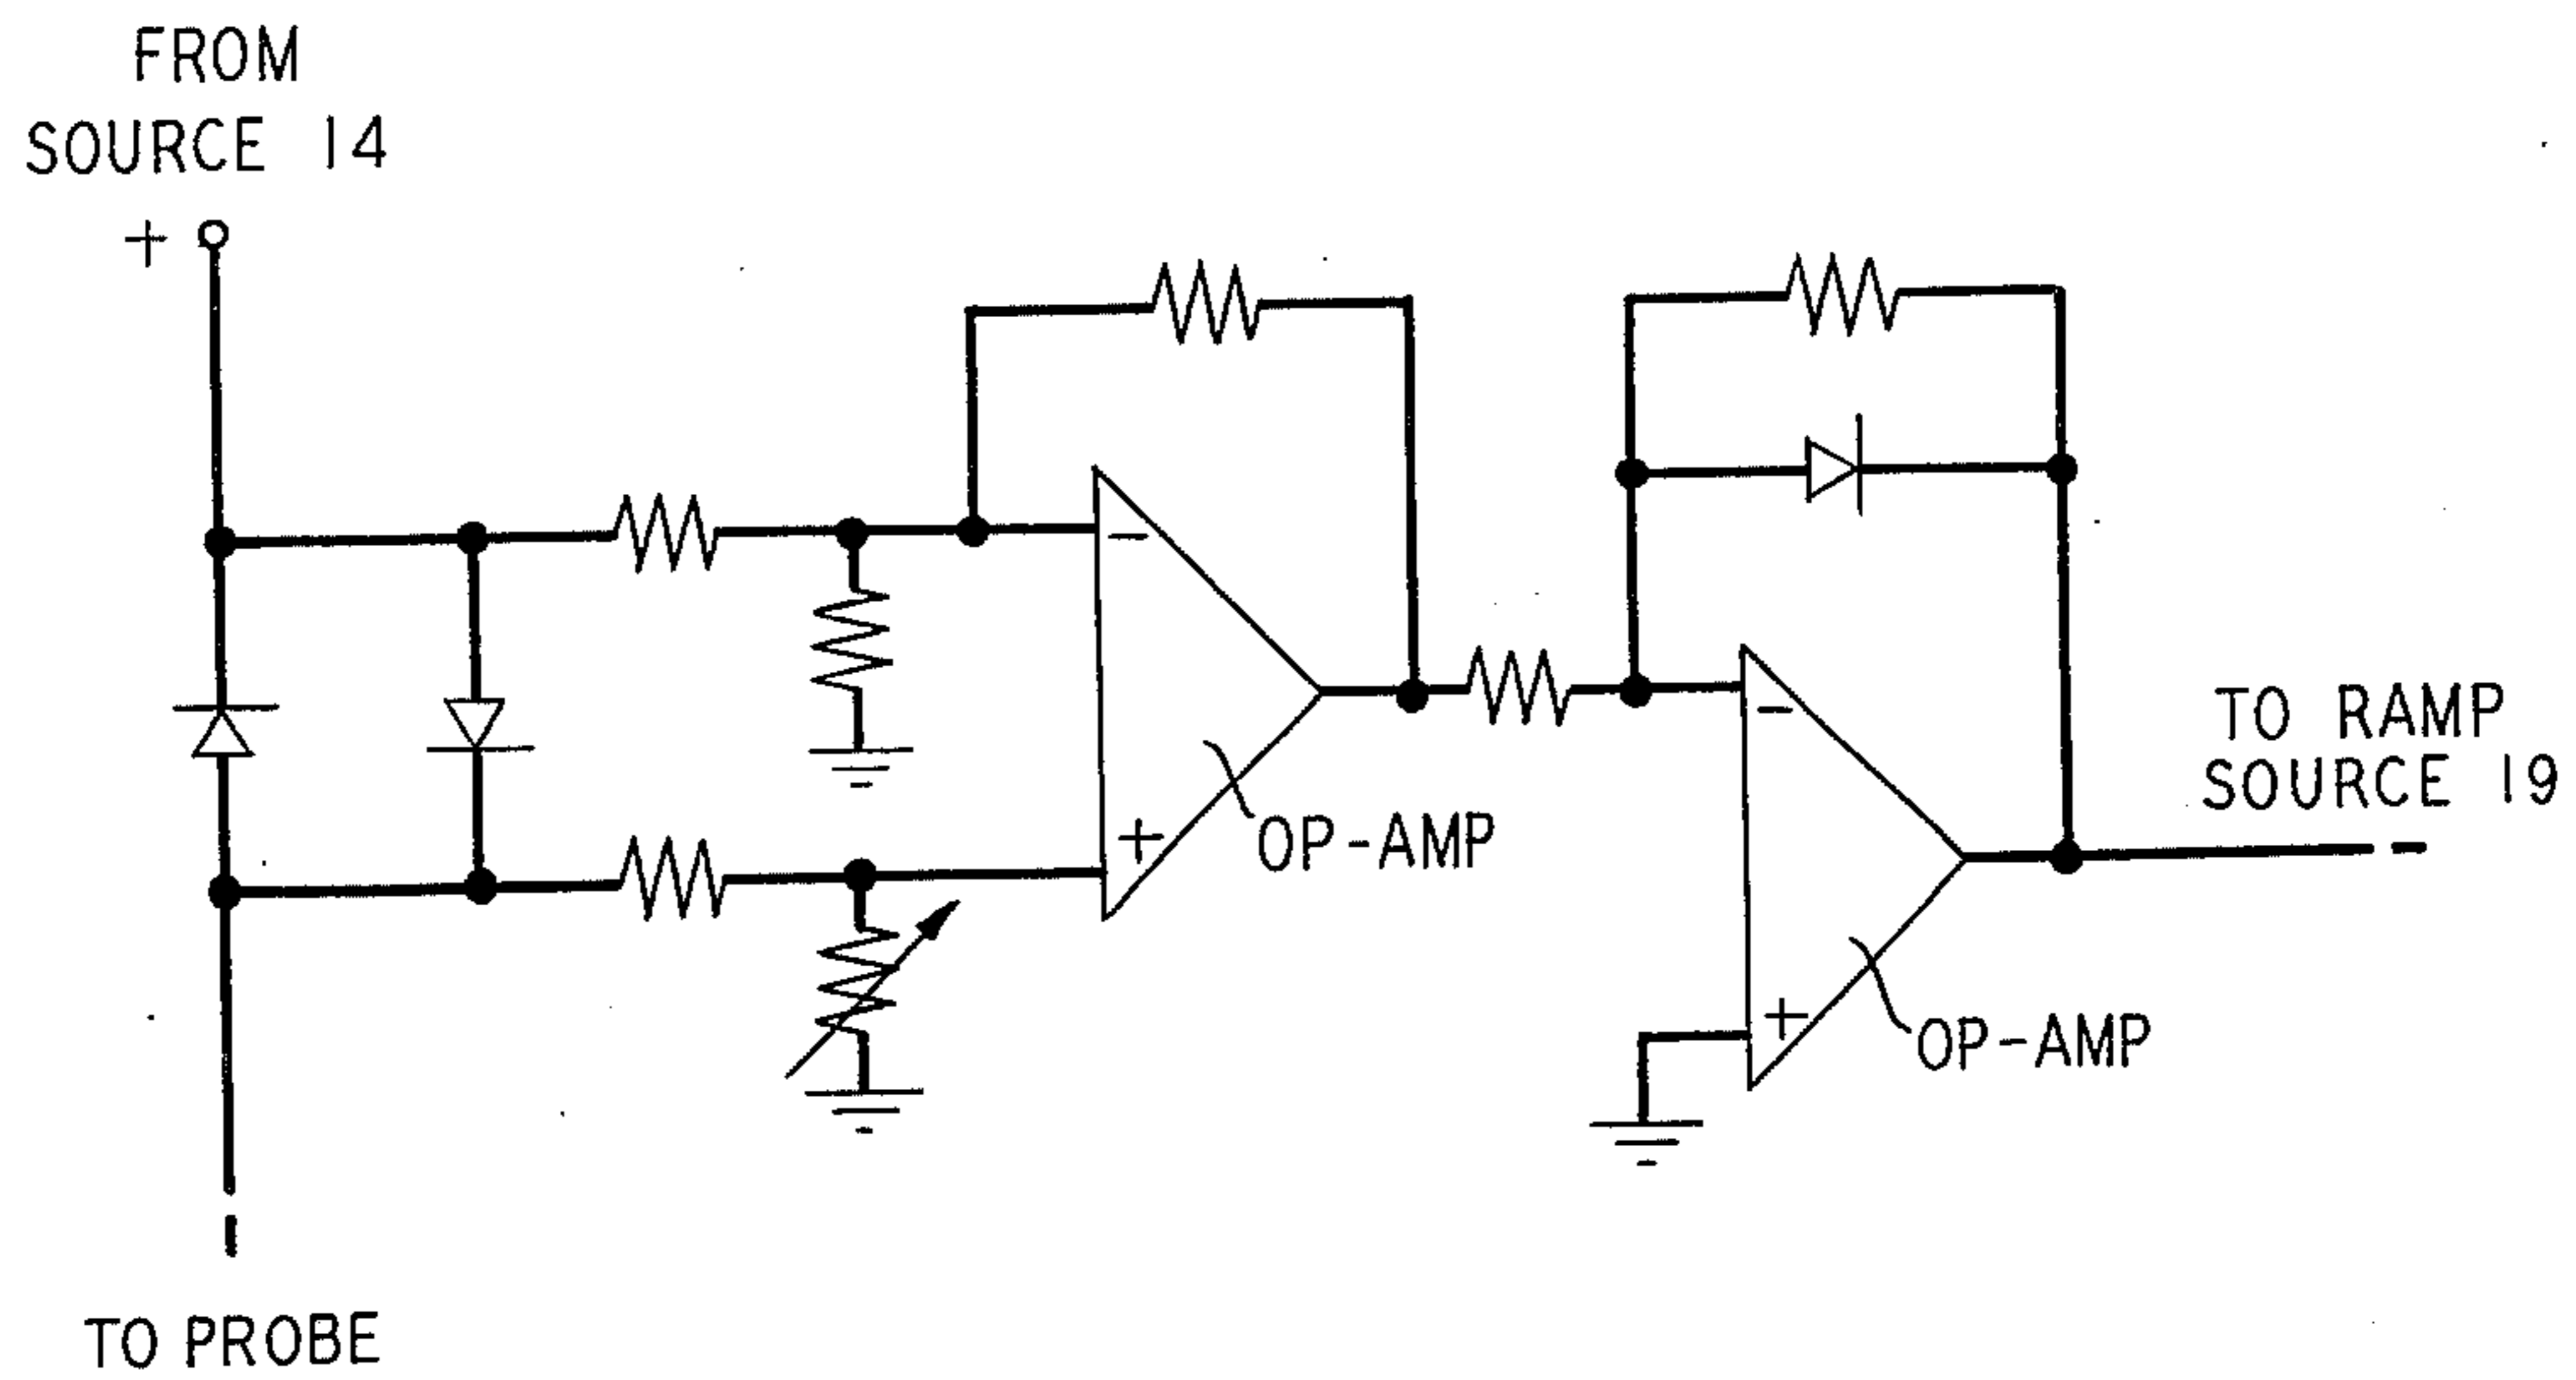 FROM
SOURCE 14
+
-
+
OP-AMP
-
+
OP-AMP
TO RAMP
SOURCE 19
TO PROBE